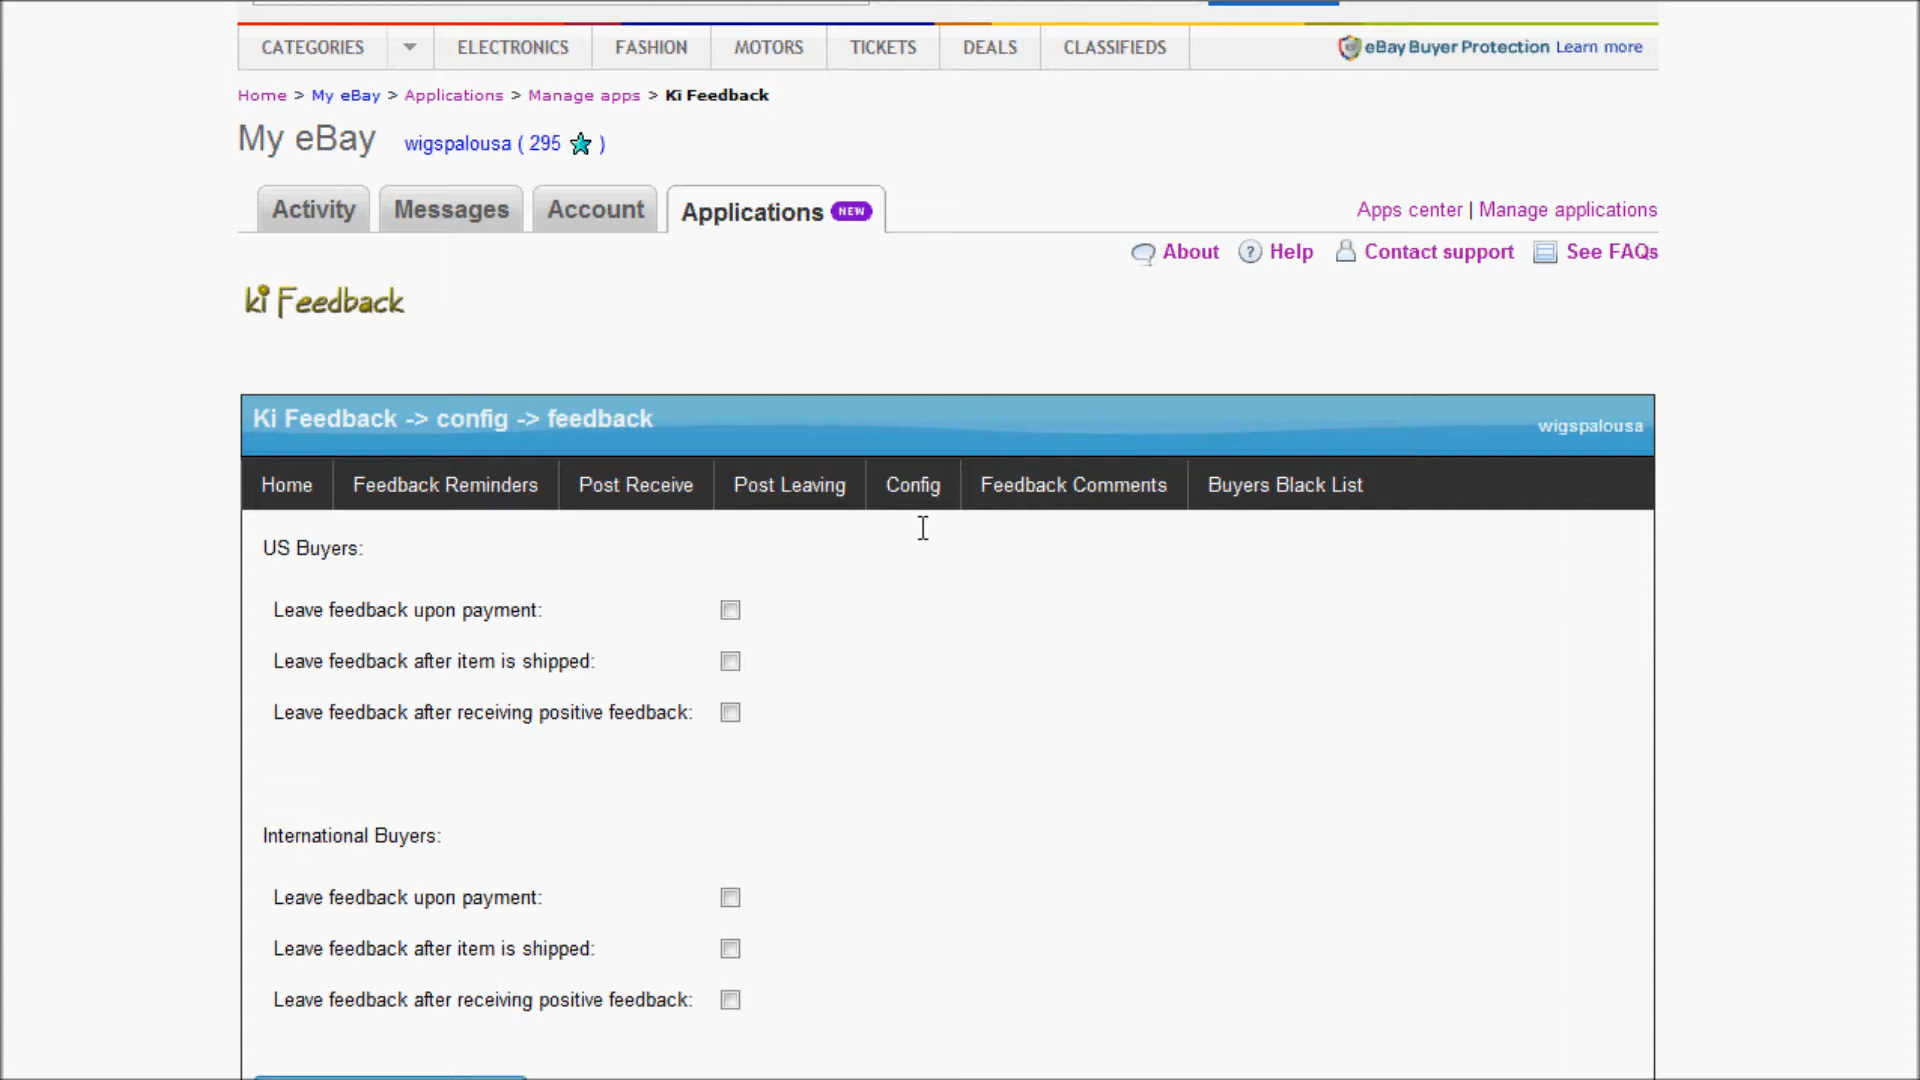 CATEGORIES ELECTRONICS FASHION MOTORS TICKETS DEALS CLASSIFIEDS eBay Buyer Protection Learn more
Home > My eBay > Applications > Manage apps > Ki Feedback
My eBay wigspalousa ( 295 )
Activity Messages Account Applications NEW Apps center | Manage applications
About ? Help Contact support See FAQs
ki Feedback
Ki Feedback -> config -> feedback wigspalousa
Home Feedback Reminders Post Receive Post Leaving Config Feedback Comments Buyers Black List
US Buyers:
Leave feedback upon payment:
Leave feedback after item is shipped:
Leave feedback after receiving positive feedback:
International Buyers:
Leave feedback upon payment:
Leave feedback after item is shipped:
Leave feedback after receiving positive feedback: